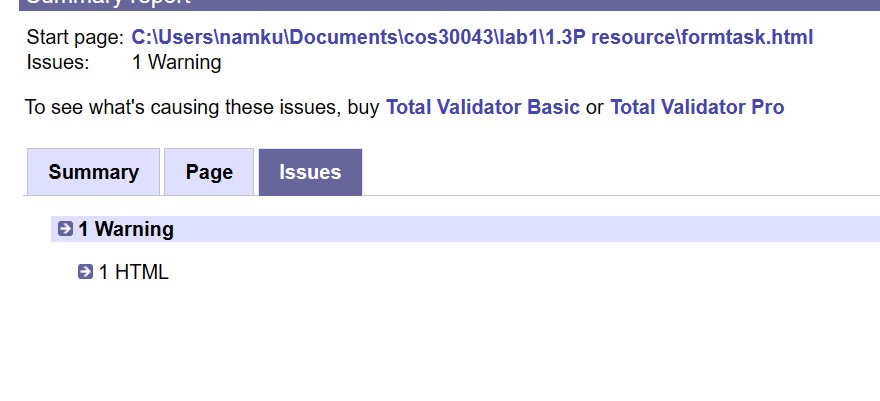 Summary report
Start page: C:\Users\namku\Documents\cos30043\lab1\1.3P resource\formtask.html
Issues: 1 Warning
To see what's causing these issues, buy Total Validator Basic or Total Validator Pro
Summary Page Issues
1 Warning
1 HTML